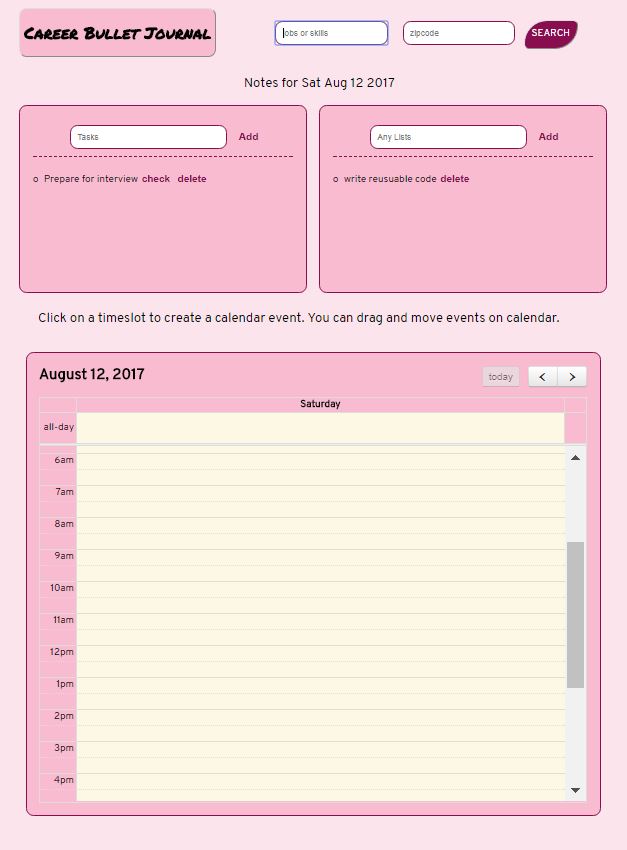 Career Bullet Journal
jobs or skills
zipcode
SEARCH
Notes for Sat Aug 12 2017
Tasks
Add
Any Lists
Add
o Prepare for interview check delete
o write reusuable code delete
Click on a timeslot to create a calendar event. You can drag and move events on calendar.
August 12, 2017
today
Saturday
all-day
6am
7am
8am
9am
10am
11am
12pm
1pm
2pm
3pm
4pm